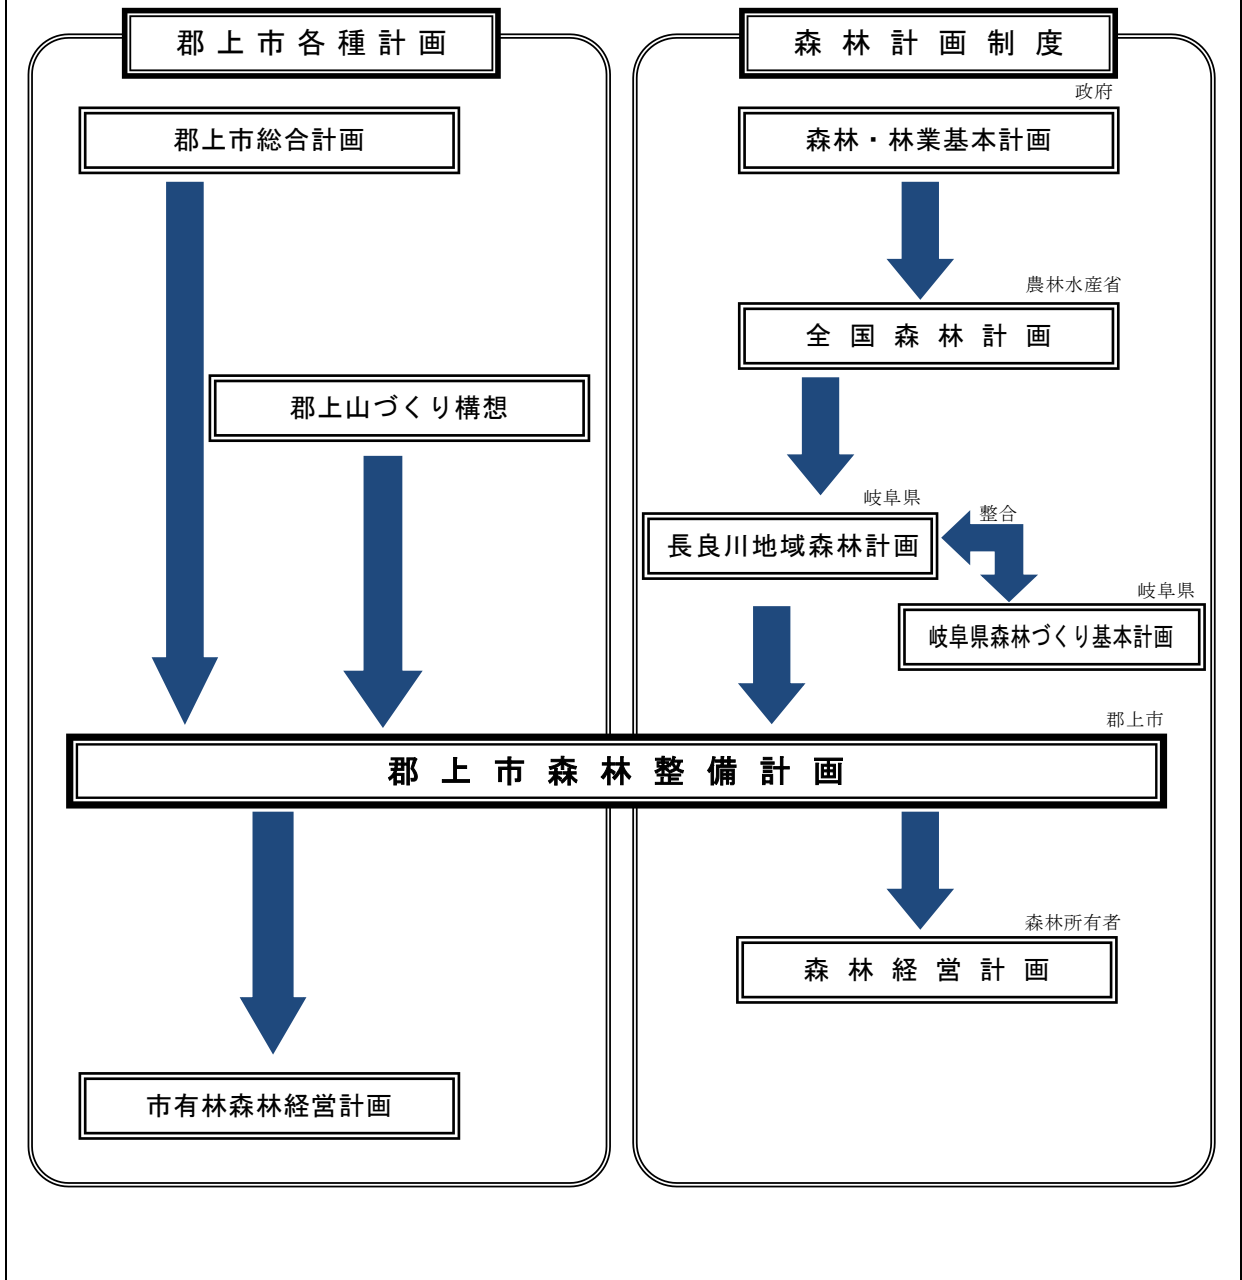 郡上市各種計画
郡上市総合計画
郡上山づくり構想
森林計画制度
政府
森林・林業基本計画
農林水産省
全国森林計画
岐阜県
長良川地域森林計画
整合
岐阜県
岐阜県森林づくり基本計画
郡上市
郡上市森林整備計画
市有林森林経営計画
森林所有者
森林経営計画